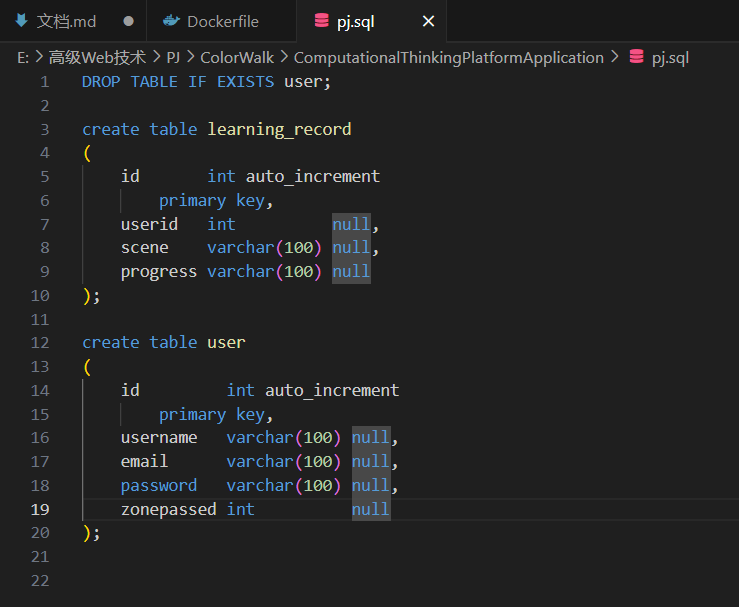 文档.md ● Dockerfile pj.sql ×
E: > 高级Web技术 > PJ > ColorWalk > ComputationalThinkingPlatformApplication > pj.sql
1 DROP TABLE IF EXISTS user;
2
3 create table learning_record
4 (
5 id int auto_increment
6 primary key,
7 userid int null,
8 scene varchar(100) null,
9 progress varchar(100) null
10 );
11
12 create table user
13 (
14 id int auto_increment
15 primary key,
16 username varchar(100) null,
17 email varchar(100) null,
18 password varchar(100) null,
19 zonepassed int null
20 );
21
22